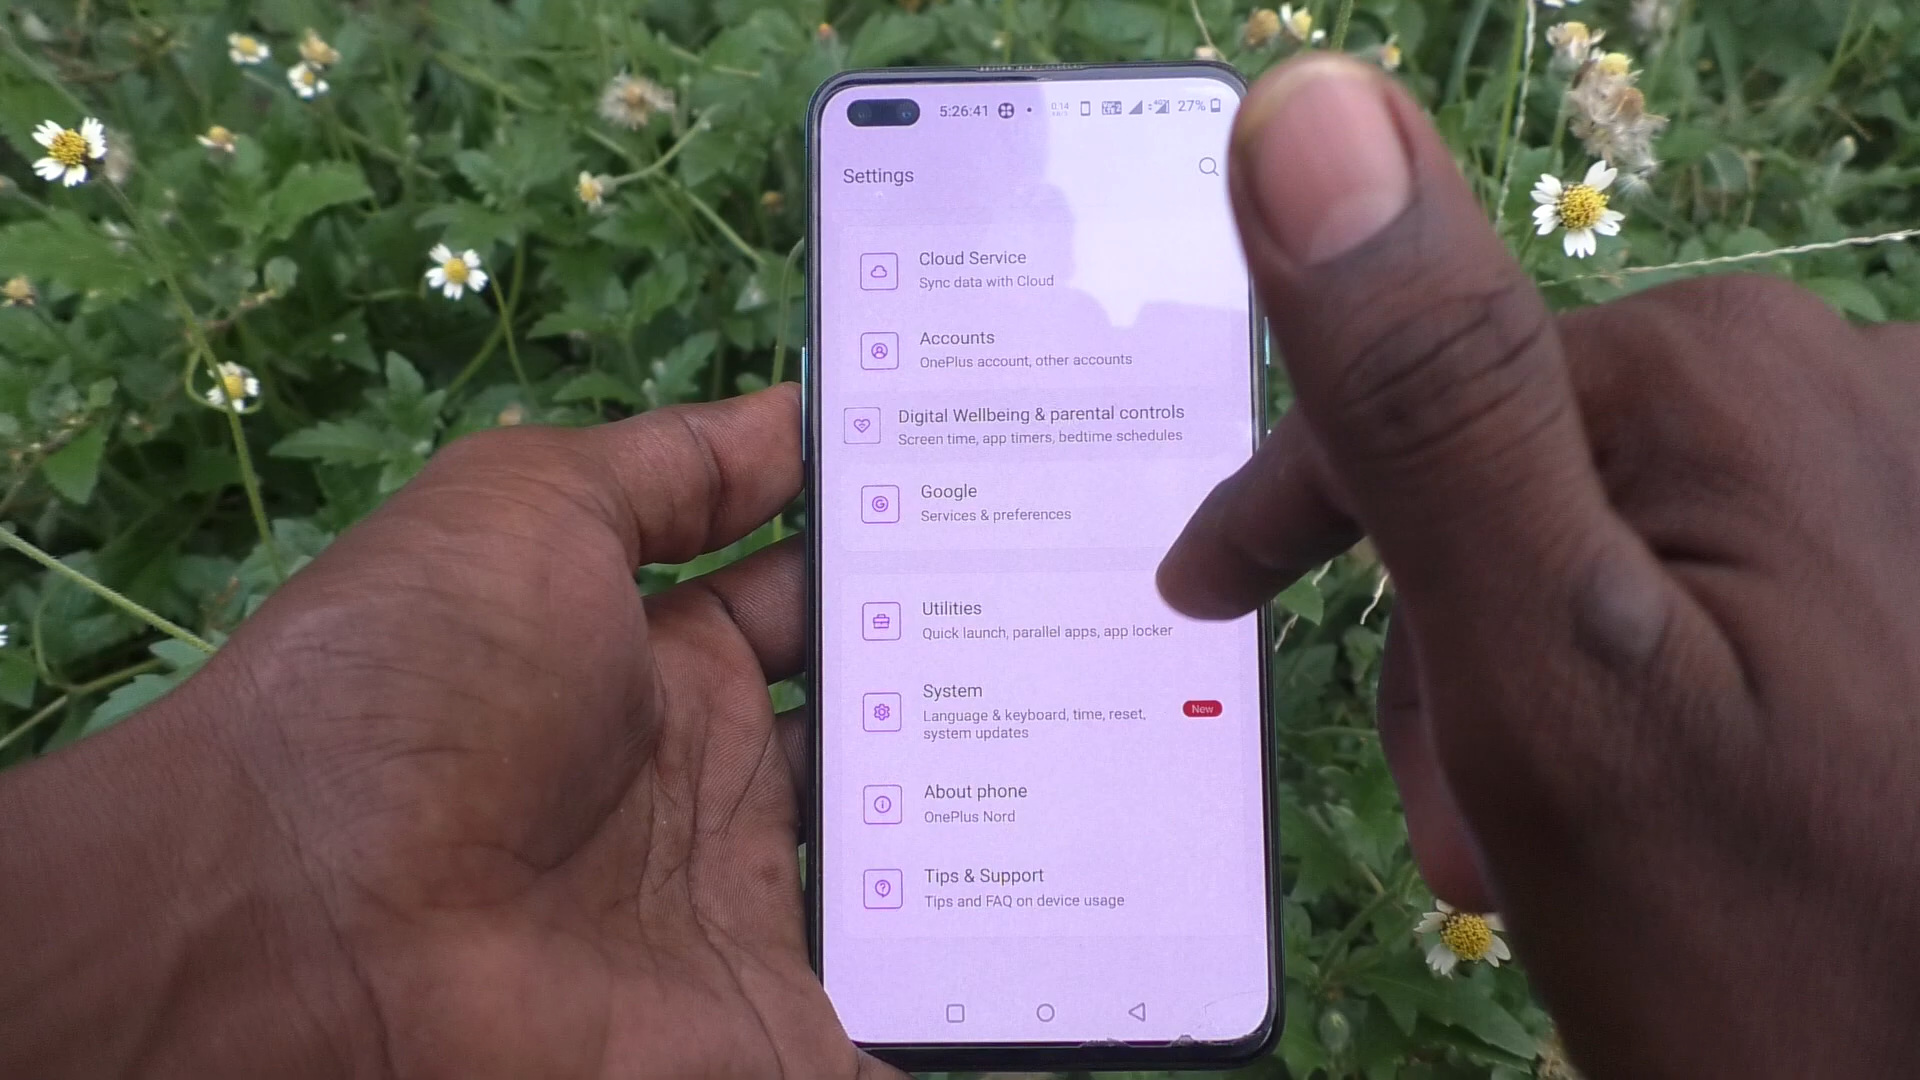 5:26:41 27%
Settings
Cloud Service
Sync data with Cloud
Accounts
OnePlus account, other accounts
Digital Wellbeing & parental controls
Screen time, app timers, bedtime schedules
Google
Services & preferences
Utilities
Quick launch, parallel apps, app locker
System
Language & keyboard, time, reset,
system updates
New
About phone
OnePlus Nord
Tips & Support
Tips and FAQ on device usage